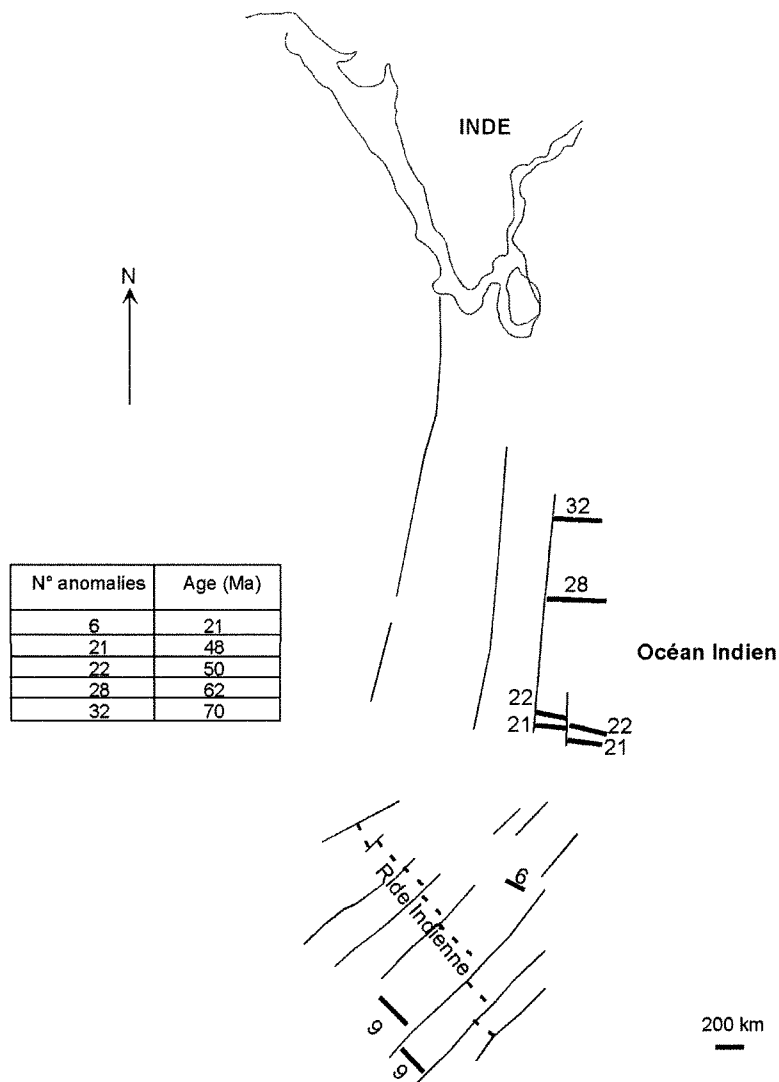 INDE
N
32
28
N° anomalies Age (Ma)
6 21
21 48
22 50
28 62
32 70
Océan Indien
22
21
22
21
6
Ride Indienne
9
9
200 km